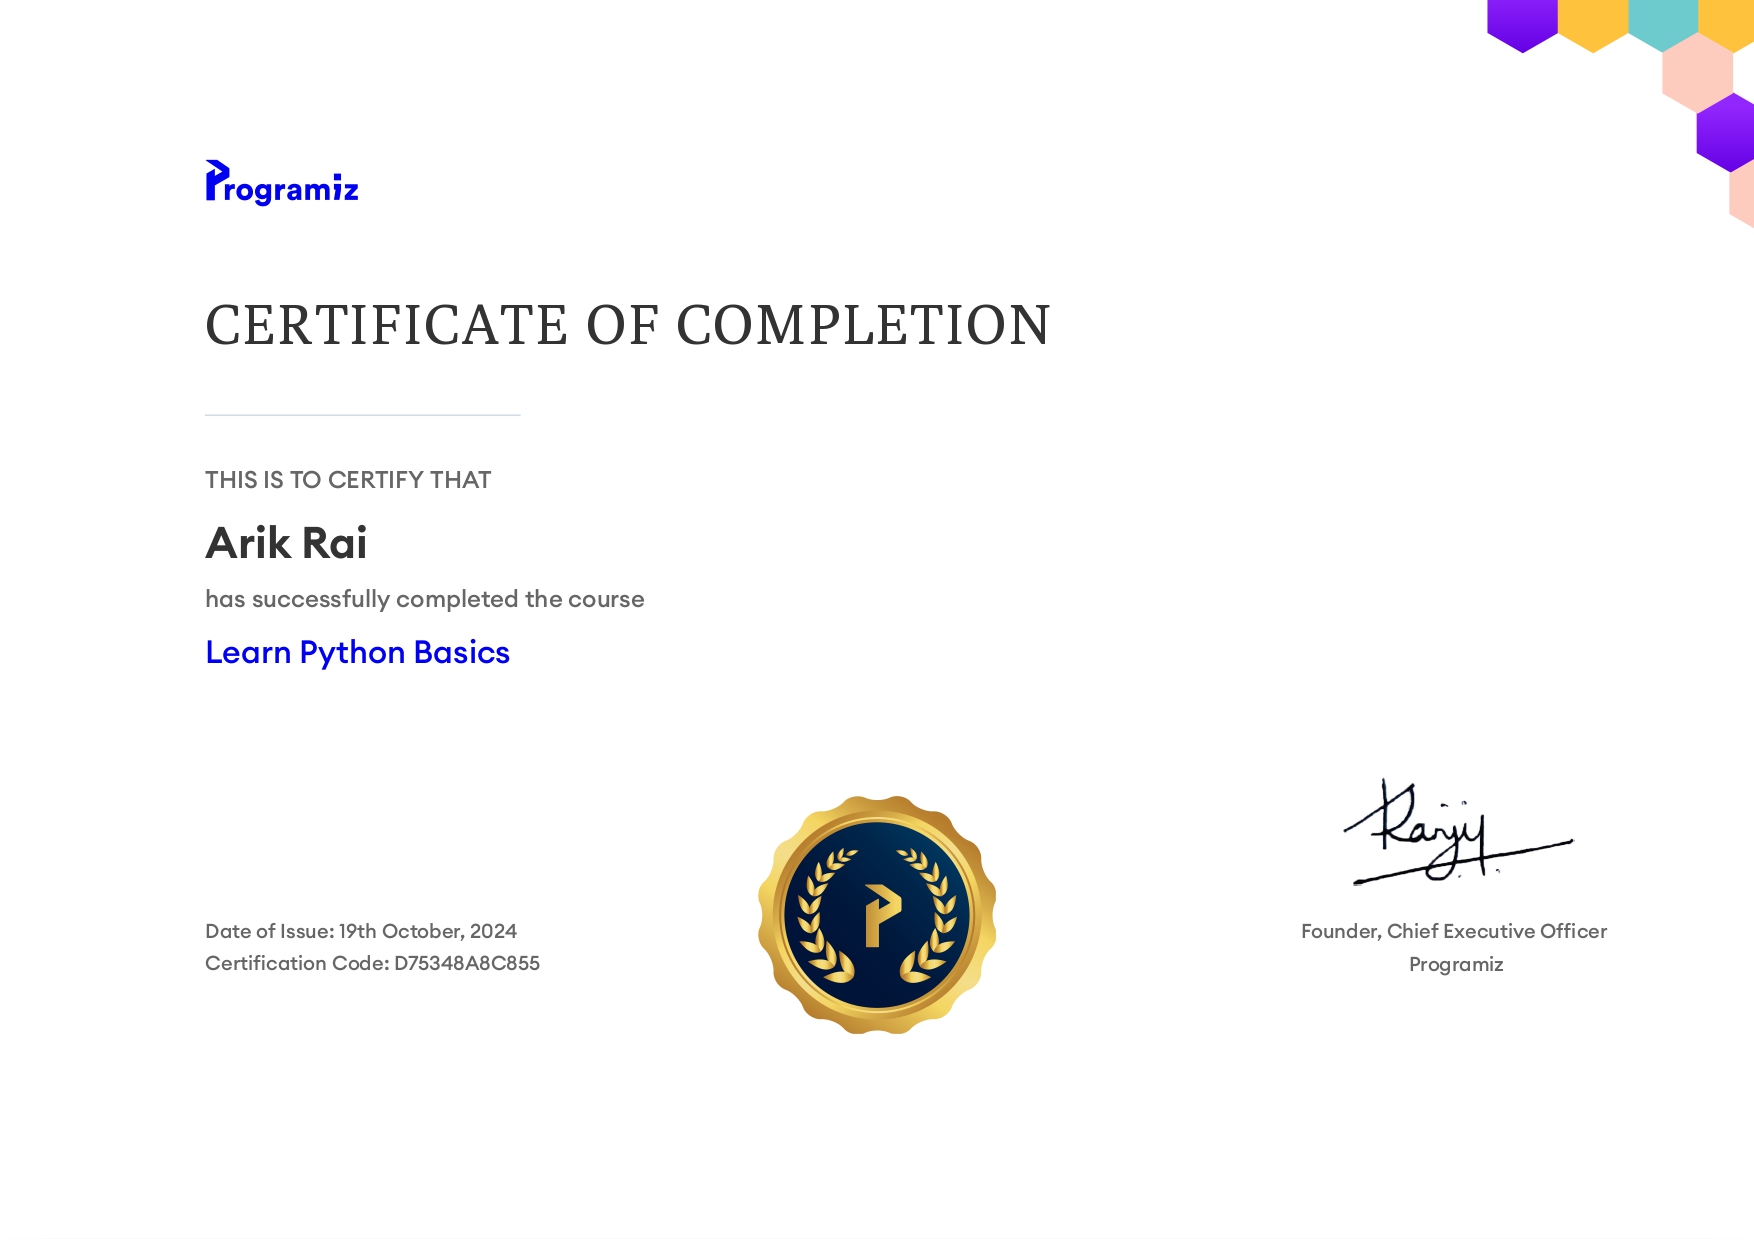 Programiz
CERTIFICATE OF COMPLETION
THIS IS TO CERTIFY THAT
Arik Rai
has successfully completed the course
Learn Python Basics
Date of Issue: 19th October, 2024
Certification Code: D75348A8C855
P
Ranjit
Founder, Chief Executive Officer
Programiz